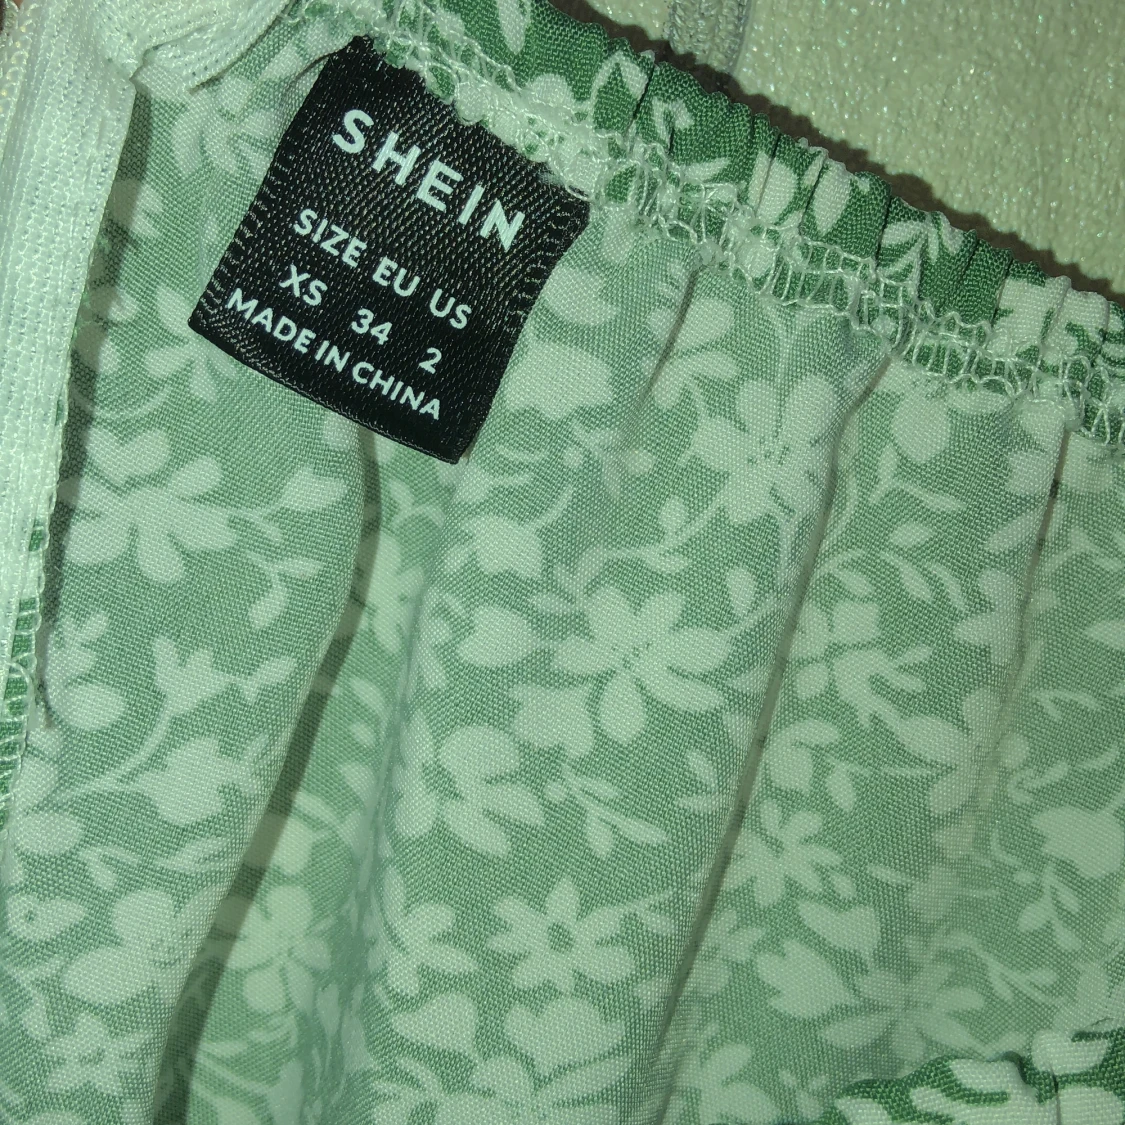 SHEIN
SIZE EU US
XS 34 2
MADE IN CHINA